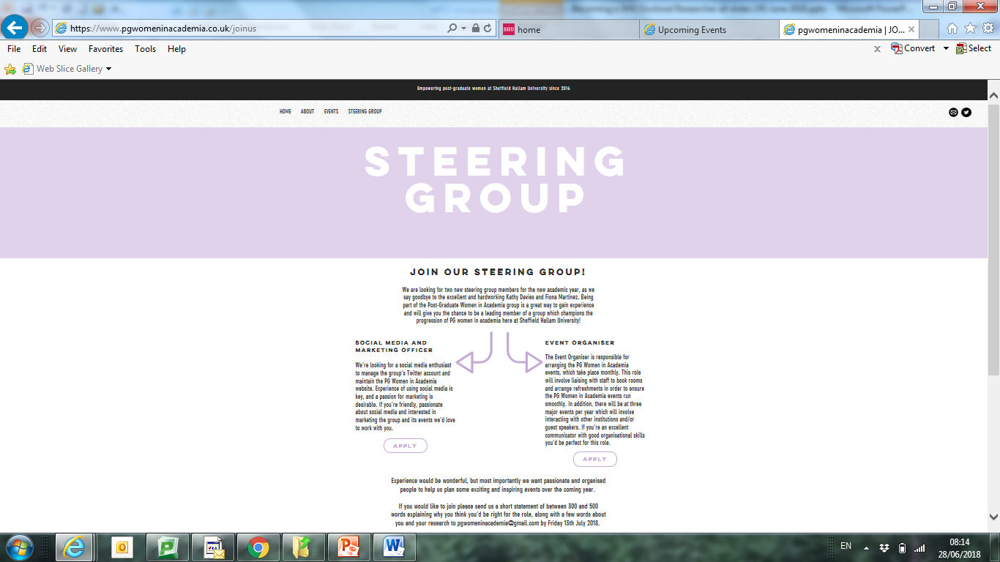 https://www.pgwomeninacademia.co.uk/joinus
SHU home
Upcoming Events
pgwomeninacademia | JO...
File Edit View Favorites Tools Help
Convert Select
Web Slice Gallery
Empowering post-graduate women at Sheffield Hallam University since 2016
HOME ABOUT EVENTS STEERING GROUP
STEERING
GROUP
JOIN OUR STEERING GROUP!
We are looking for two new steering group members for the new academic year, as we
say goodbye to the excellent and hardworking Kathy Davies and Fiona Martinez. Being
part of the Post-Graduate Women in Academia group is a great way to gain experience
and will give you the chance to be a leading member of a group which champions the
progression of PG women in academia here at Sheffield Hallam University!
SOCIAL MEDIA AND
MARKETING OFFICER
We're looking for a social media enthusiast
to manage the group's Twitter account and
maintain the PG Women in Academia
website. Experience of using social media is
key, and a passion for marketing is
desirable. If you're friendly, passionate
about social media and interested in
marketing the group and its events we'd love
to work with you.
APPLY
EVENT ORGANISER
The Event Organiser is responsible for
arranging the PG Women in Academia
events, which take place monthly. This role
will involve liaising with staff to book rooms
and arrange refreshments in order to ensure
the PG Women in Academia events run
smoothly. In addition, there will be at three
major events per year which will involve
interacting with other institutions and/or
guest speakers. If you're an excellent
communicator with good organisational skills
you'd be perfect for this role.
APPLY
Experience would be wonderful, but most importantly we want passionate and organised
people to help us plan some exciting and inspiring events over the coming year.
If you would like to join please send us a short statement of between 300 and 500
words explaining why you think you'd be right for the role, along with a few words about
you and your research to pgwomeninacademia@gmail.com by Friday 13th July 2018.
EN
08:14
28/06/2018